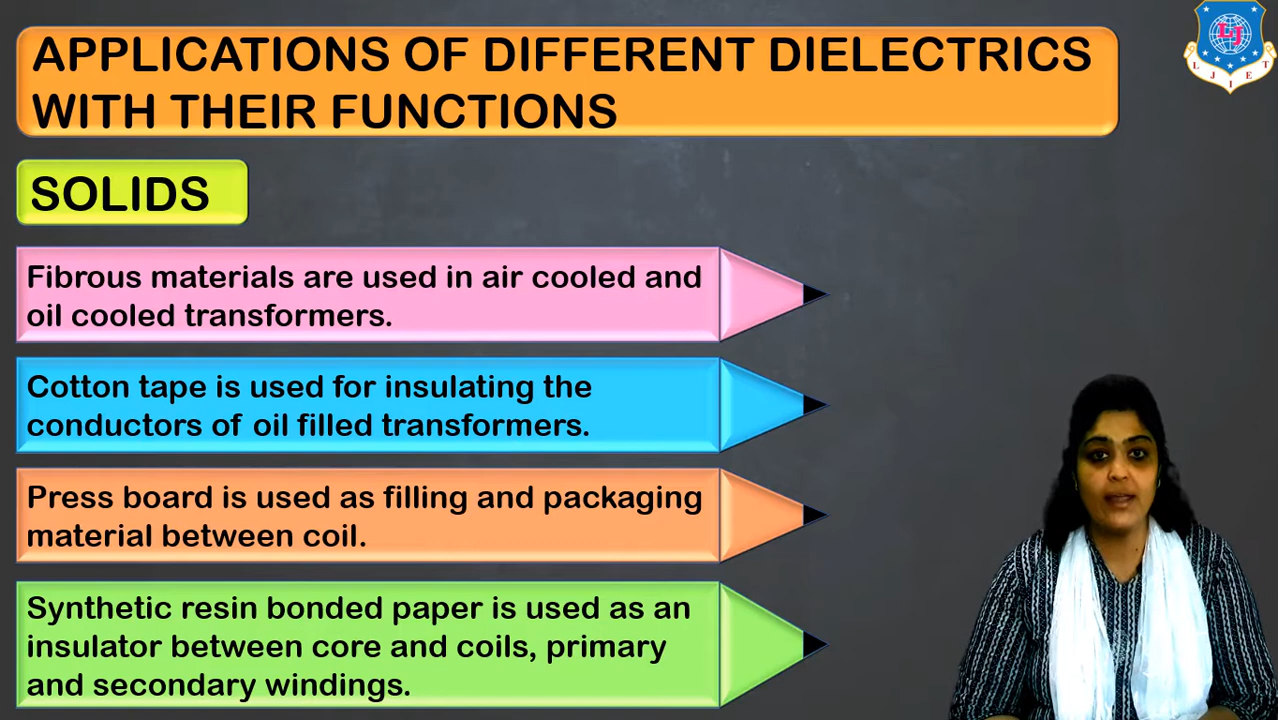 APPLICATIONS OF DIFFERENT DIELECTRICS
WITH THEIR FUNCTIONS
LJ
L J I E T
SOLIDS
Fibrous materials are used in air cooled and
oil cooled transformers.
Cotton tape is used for insulating the
conductors of oil filled transformers.
Press board is used as filling and packaging
material between coil.
Synthetic resin bonded paper is used as an
insulator between core and coils, primary
and secondary windings.